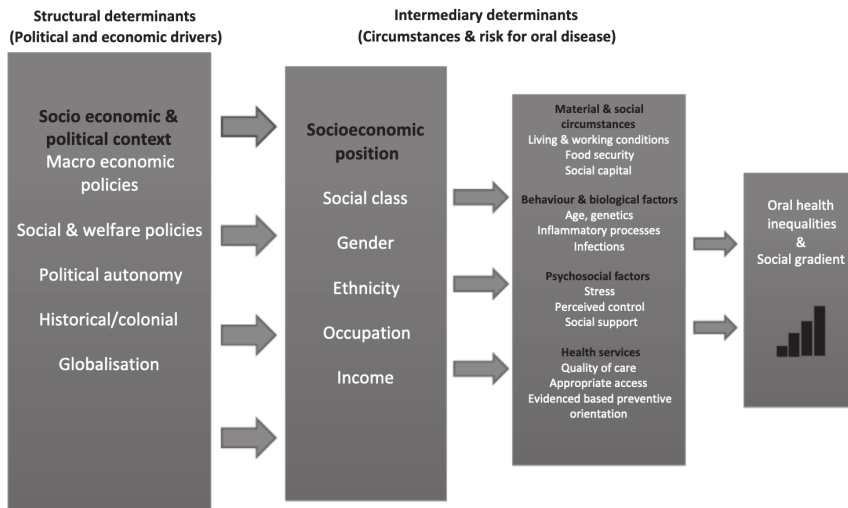 Structural determinants
(Political and economic drivers)
Intermediary determinants
(Circumstances & risk for oral disease)
Socio economic &
political context
Macro economic
policies
Social & welfare policies
Political autonomy
Historical/colonial
Globalisation
Socioeconomic
position
Social class
Gender
Ethnicity
Occupation
Income
Material & social
circumstances
Living & working conditions
Food security
Social capital
Behaviour & biological factors
Age, genetics
Inflammatory processes
Infections
Psychosocial factors
Stress
Perceived control
Social support
Health services
Quality of care
Appropriate access
Evidenced based preventive
orientation
Oral health
inequalities
&
Social gradient